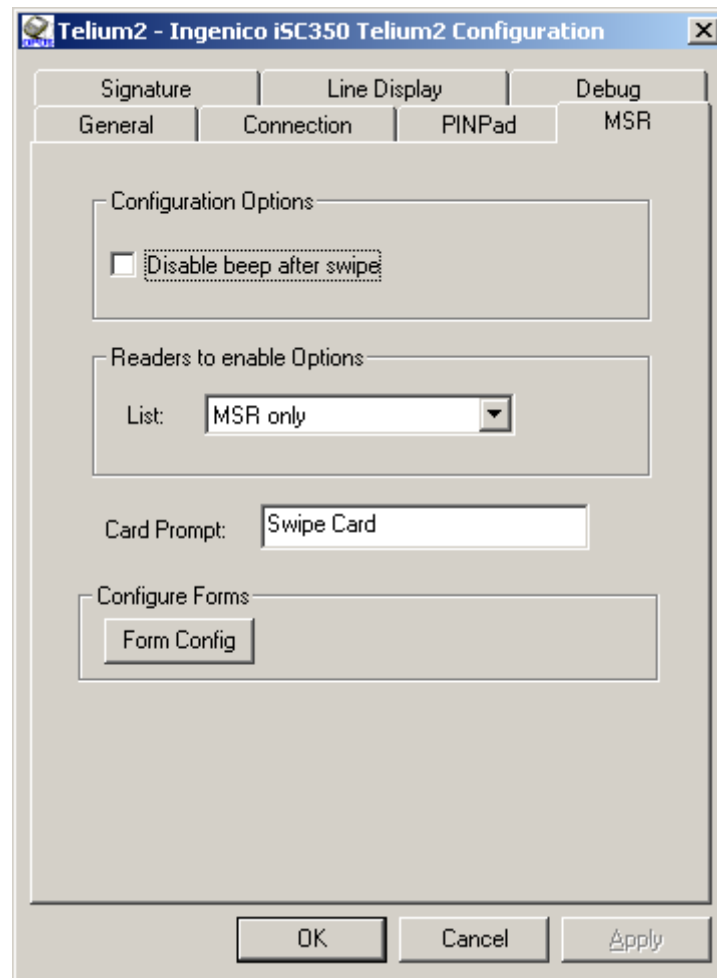 Telium2 - Ingenico iSC350 Telium2 Configuration
Signature Line Display Debug
General Connection PINPad MSR
Configuration Options
Disable beep after swipe
Readers to enable Options
List: MSR only
Card Prompt: Swipe Card
Configure Forms
Form Config
OK Cancel Apply